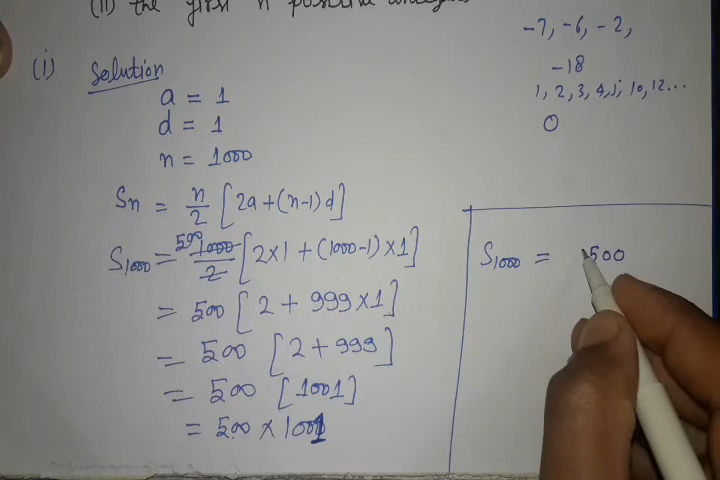 (ii) the first n positive integers
(i) Solution
a = 1
d = 1
n = 1000
Sn = n/2 [2a+(n-1)d]
S1000 = 500 1000/2 [2×1 + (1000-1)×1]
= 500 [2 + 999×1]
= 500 [2+999]
= 500 [1001]
= 500 × 1001
-7, -6, -2,
-18
1, 2, 3, 4, 5, 10, 12...
0
S1000 = 500